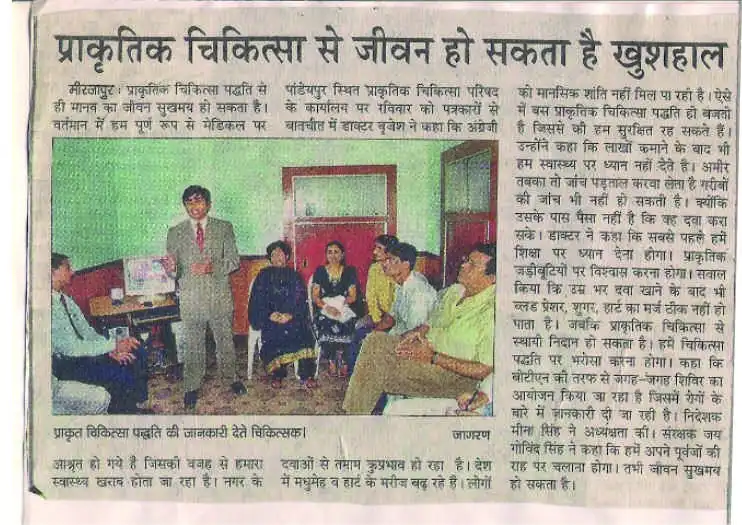 प्राकृतिक चिकित्सा से जीवन हो सकता है खुशहाल
मीरजापुर : प्राकृतिक चिकित्सा पद्धति से
ही मानव का जीवन सुखमय हो सकता है।
वर्तमान में हम पूर्ण रूप से मेडिकल पर
प्राकृत चिकित्सा पद्धति की जानकारी देते चिकित्सक।
जागरण
आश्रृत हो गये है जिसकी वजह से हमारा
स्वास्थ्य खराब होता जा रहा है। नगर के
पांडेयपुर स्थित प्राकृतिक चिकित्सा परिषद
के कार्यालय पर रविवार को पत्रकारों से
बातचीत में डाक्टर बृजेश ने कहा कि अंग्रेजी
दवाओं से तमाम कुप्रभाव हो रहा है। देश
में मधुमेह व हार्ट के मरीज बढ़ रहे हैं। लोगों
को मानसिक शांति नहीं मिल पा रही है। ऐसे
में बस प्राकृतिक चिकित्सा पद्धति ही बचती
है जिससे की हम सुरक्षित रह सकते हैं।
उन्होंने कहा कि लाखों कमाने के बाद भी
हम स्वास्थ्य पर ध्यान नहीं देते है। अमीर
तबका तो जांच पड़ताल करवा लेता है गरीबों
की जांच भी नहीं हो सकती है। क्योंकि
उसके पास पैसा नहीं है कि वह दवा करा
सके। डाक्टर ने कहा कि सबसे पहले हमें
शिक्षा पर ध्यान देना होगा। प्राकृतिक
जड़ीबूटियों पर विश्वास करना होगा। सवाल
किया कि उम्र भर दवा खाने के बाद भी
ब्लड प्रेशर, शुगर, हार्ट का मर्ज ठीक नहीं हो
पाता है। जबकि प्राकृतिक चिकित्सा से
स्थायी निदान हो सकता है। हमें चिकित्सा
पद्धति पर भरोसा करना होगा। कहा कि
बीटीएन की तरफ से जगह-जगह शिविर का
आयोजन किया जा रहा है जिसमें रोगों के
बारे में जानकारी दी जा रही है। निदेशक
मीना सिंह ने अध्यक्षता की। संरक्षक जय
गोविंद सिंह ने कहा कि हमें अपने पूर्वजों की
राह पर चलाना होगा। तभी जीवन सुखमय
हो सकता है।